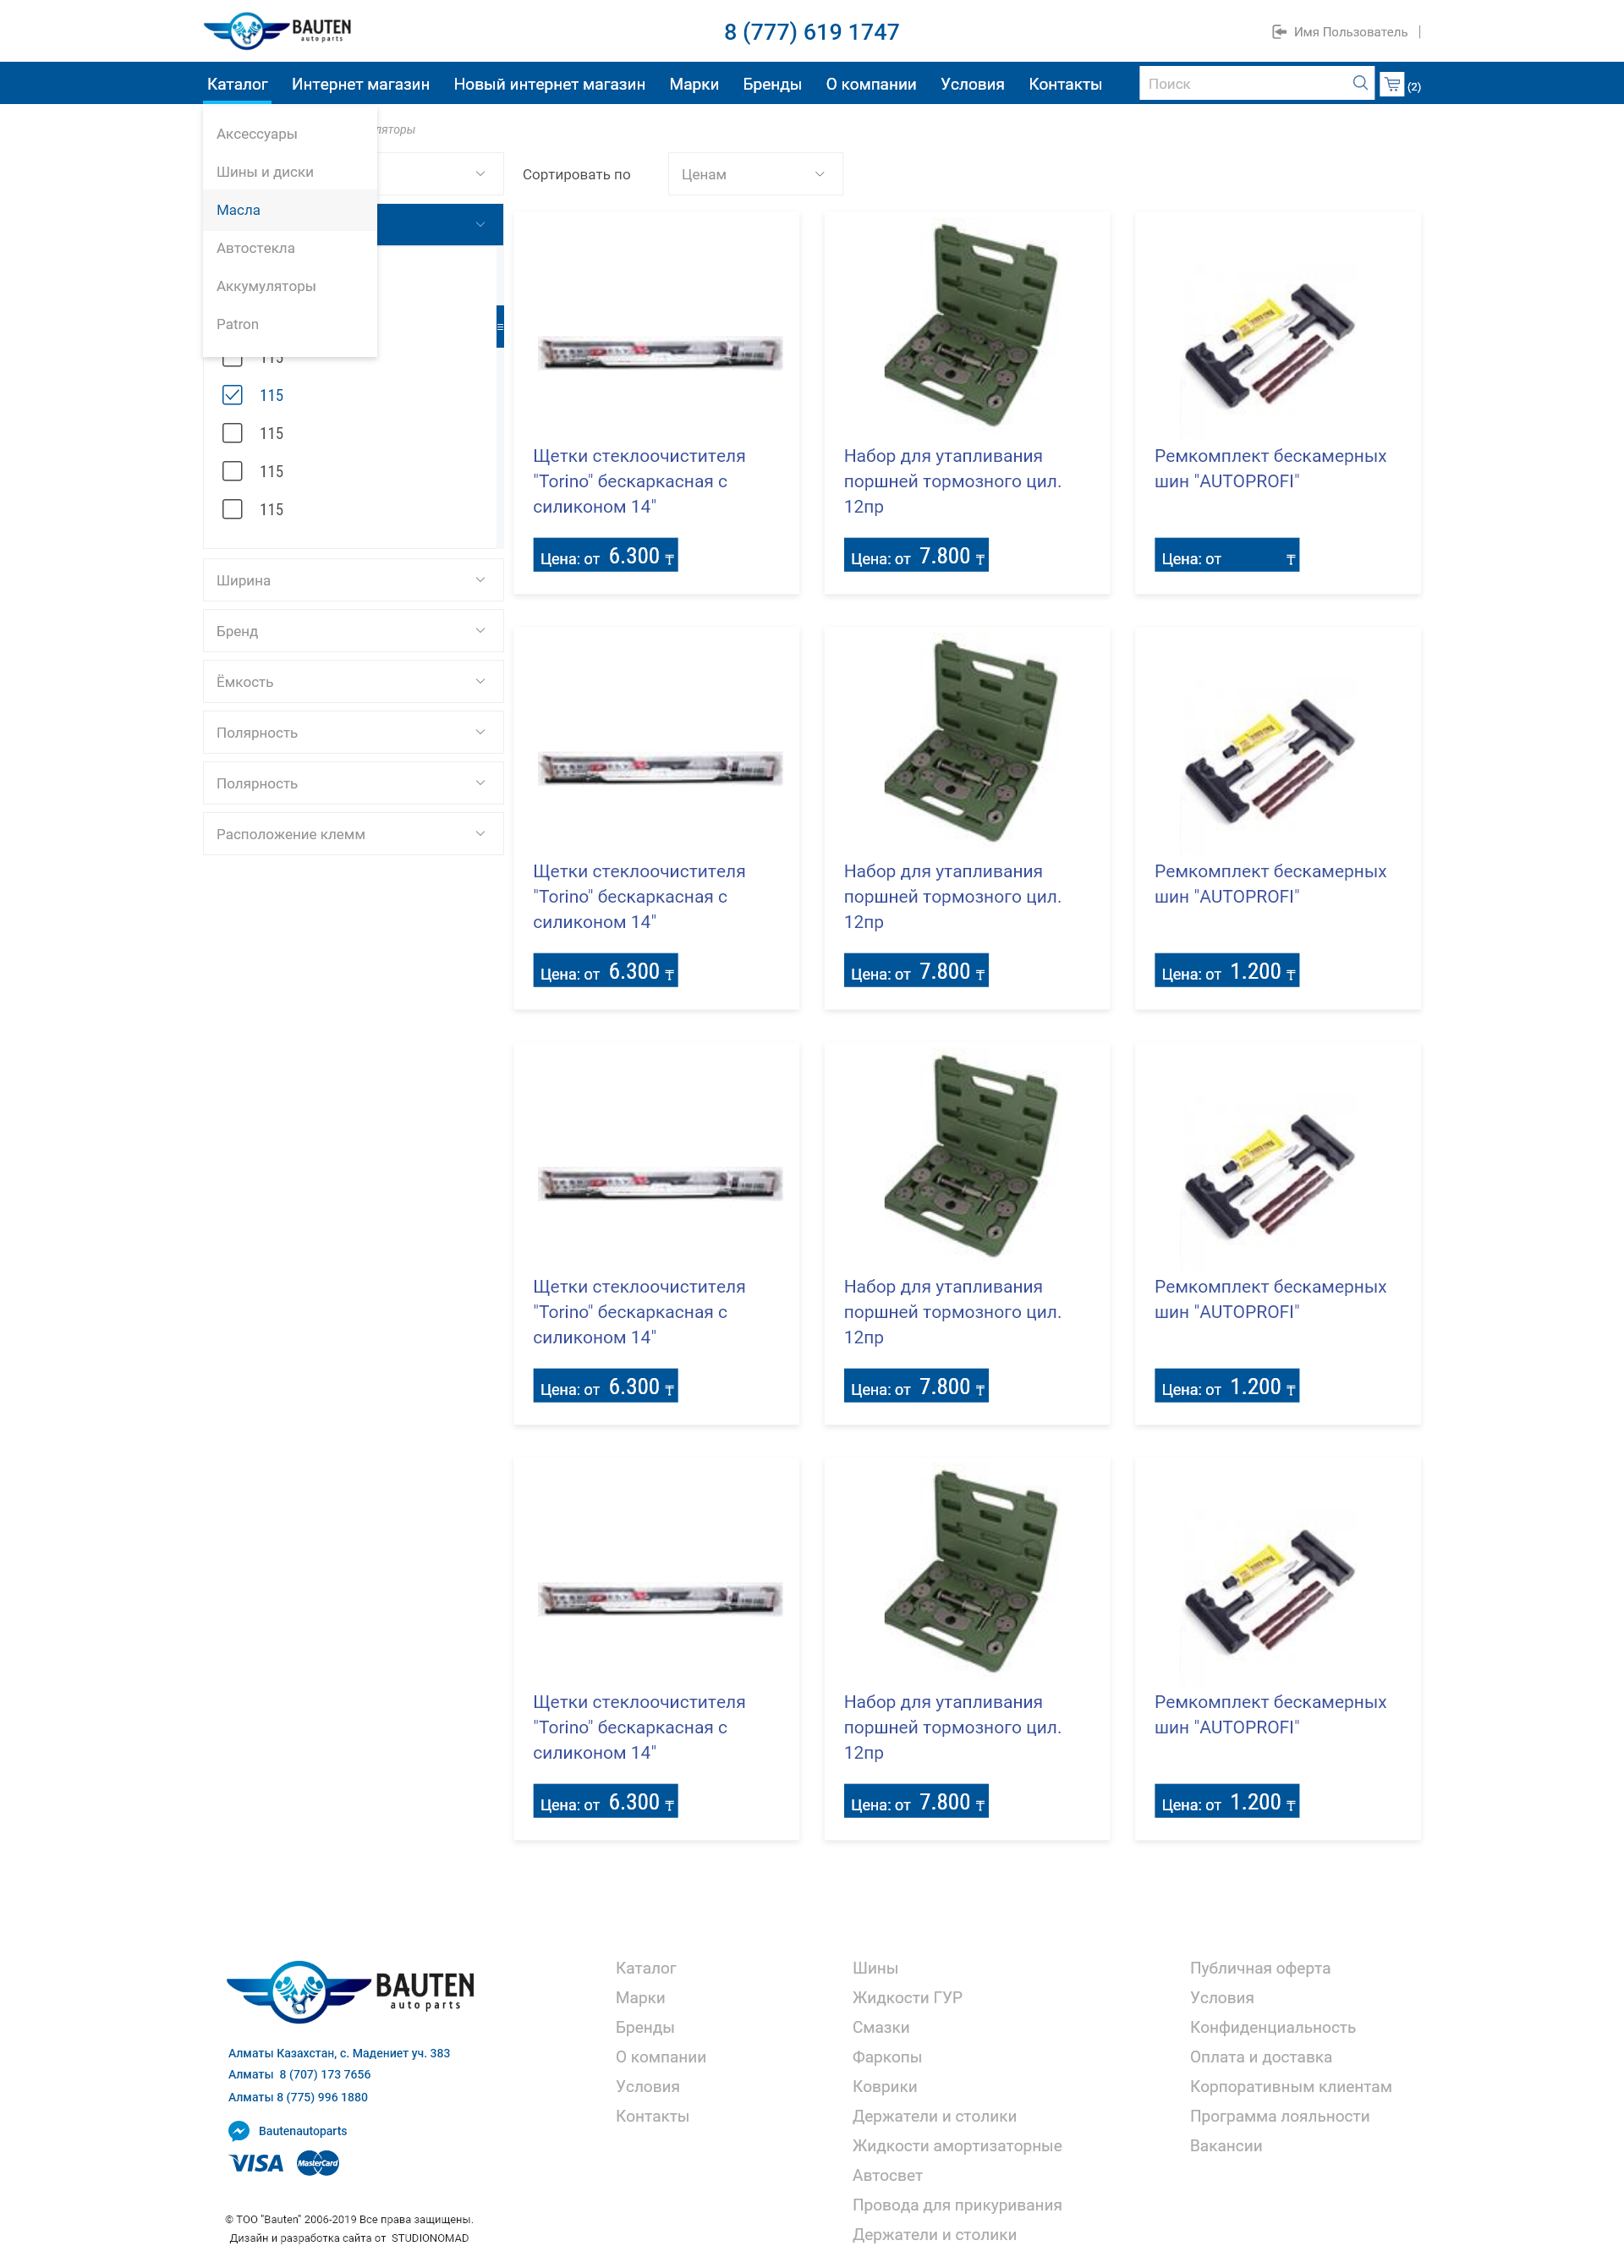 BAUTEN
auto parts
8 (777) 619 1747
Имя Пользователь
Каталог Интернет магазин Новый интернет магазин Марки Бренды О компании Условия Контакты Поиск (2)
Аксессуары
Шины и диски
Масла
Автостекла
Аккумуляторы
Patron
Сортировать по Ценам
115
115
115
115
115
Ширина
Бренд
Ёмкость
Полярность
Полярность
Расположение клемм
Щетки стеклоочистителя
"Torino" бескаркасная с
силиконом 14"
Цена: от 6.300 ₸
Набор для утапливания
поршней тормозного цил.
12пр
Цена: от 7.800 ₸
Ремкомплект бескамерных
шин "AUTOPROFI"
Цена: от ₸
Щетки стеклоочистителя
"Torino" бескаркасная с
силиконом 14"
Цена: от 6.300 ₸
Набор для утапливания
поршней тормозного цил.
12пр
Цена: от 7.800 ₸
Ремкомплект бескамерных
шин "AUTOPROFI"
Цена: от 1.200 ₸
Щетки стеклоочистителя
"Torino" бескаркасная с
силиконом 14"
Цена: от 6.300 ₸
Набор для утапливания
поршней тормозного цил.
12пр
Цена: от 7.800 ₸
Ремкомплект бескамерных
шин "AUTOPROFI"
Цена: от 1.200 ₸
Щетки стеклоочистителя
"Torino" бескаркасная с
силиконом 14"
Цена: от 6.300 ₸
Набор для утапливания
поршней тормозного цил.
12пр
Цена: от 7.800 ₸
Ремкомплект бескамерных
шин "AUTOPROFI"
Цена: от 1.200 ₸
BAUTEN
auto parts
Алматы Казахстан, с. Мадениет уч. 383
Алматы 8 (707) 173 7656
Алматы 8 (775) 996 1880
Bautenautoparts
VISA MasterCard
© ТОО "Bauten" 2006-2019 Все права защищены.
Дизайн и разработка сайта от STUDIONOMAD
Каталог
Марки
Бренды
О компании
Условия
Контакты
Шины
Жидкости ГУР
Смазки
Фаркопы
Коврики
Держатели и столики
Жидкости амортизаторные
Автосвет
Провода для прикуривания
Держатели и столики
Публичная оферта
Условия
Конфиденциальность
Оплата и доставка
Корпоративным клиентам
Программа лояльности
Вакансии